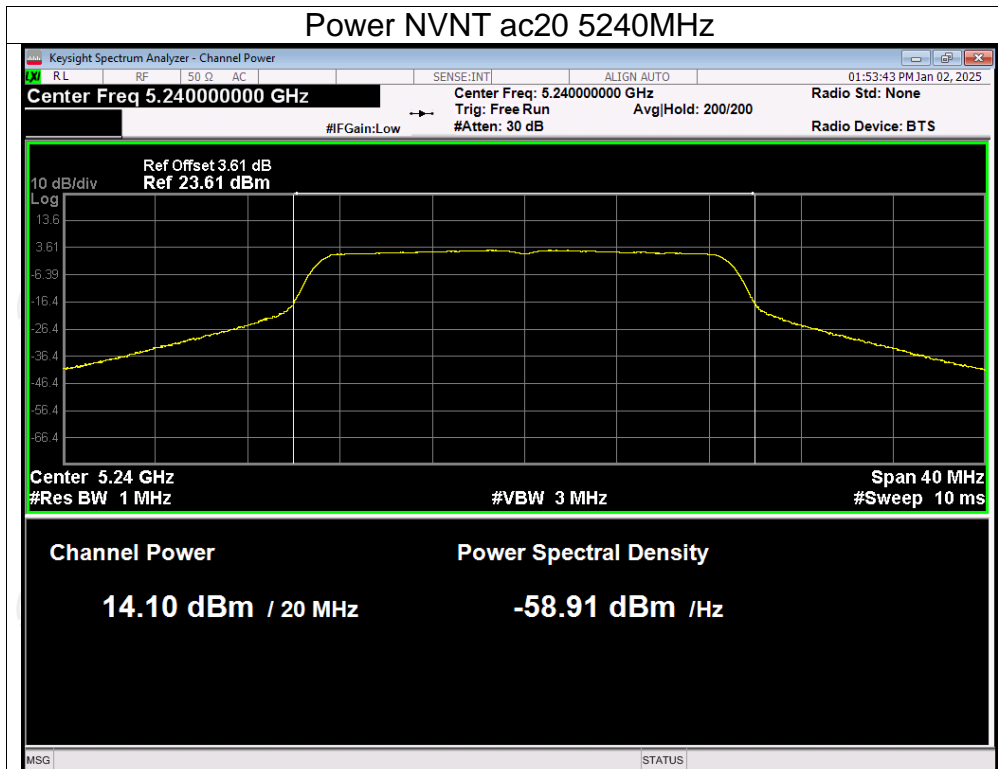 Power NVNT ac20 5240MHz
Keysight Spectrum Analyzer - Channel Power
LXI RL RF 50 Ω AC SENSE:INT ALIGN AUTO 01:53:43 PM Jan 02, 2025
Center Freq 5.240000000 GHz Center Freq: 5.240000000 GHz Radio Std: None
Trig: Free Run Avg|Hold: 200/200
#IFGain:Low #Atten: 30 dB Radio Device: BTS
Ref Offset 3.61 dB
10 dB/div Ref 23.61 dBm
Log
13.6
3.61
-6.39
-16.4
-26.4
-36.4
-46.4
-56.4
-66.4
Center 5.24 GHz Span 40 MHz
#Res BW 1 MHz #VBW 3 MHz #Sweep 10 ms
Channel Power Power Spectral Density
14.10 dBm / 20 MHz -58.91 dBm /Hz
MSG STATUS